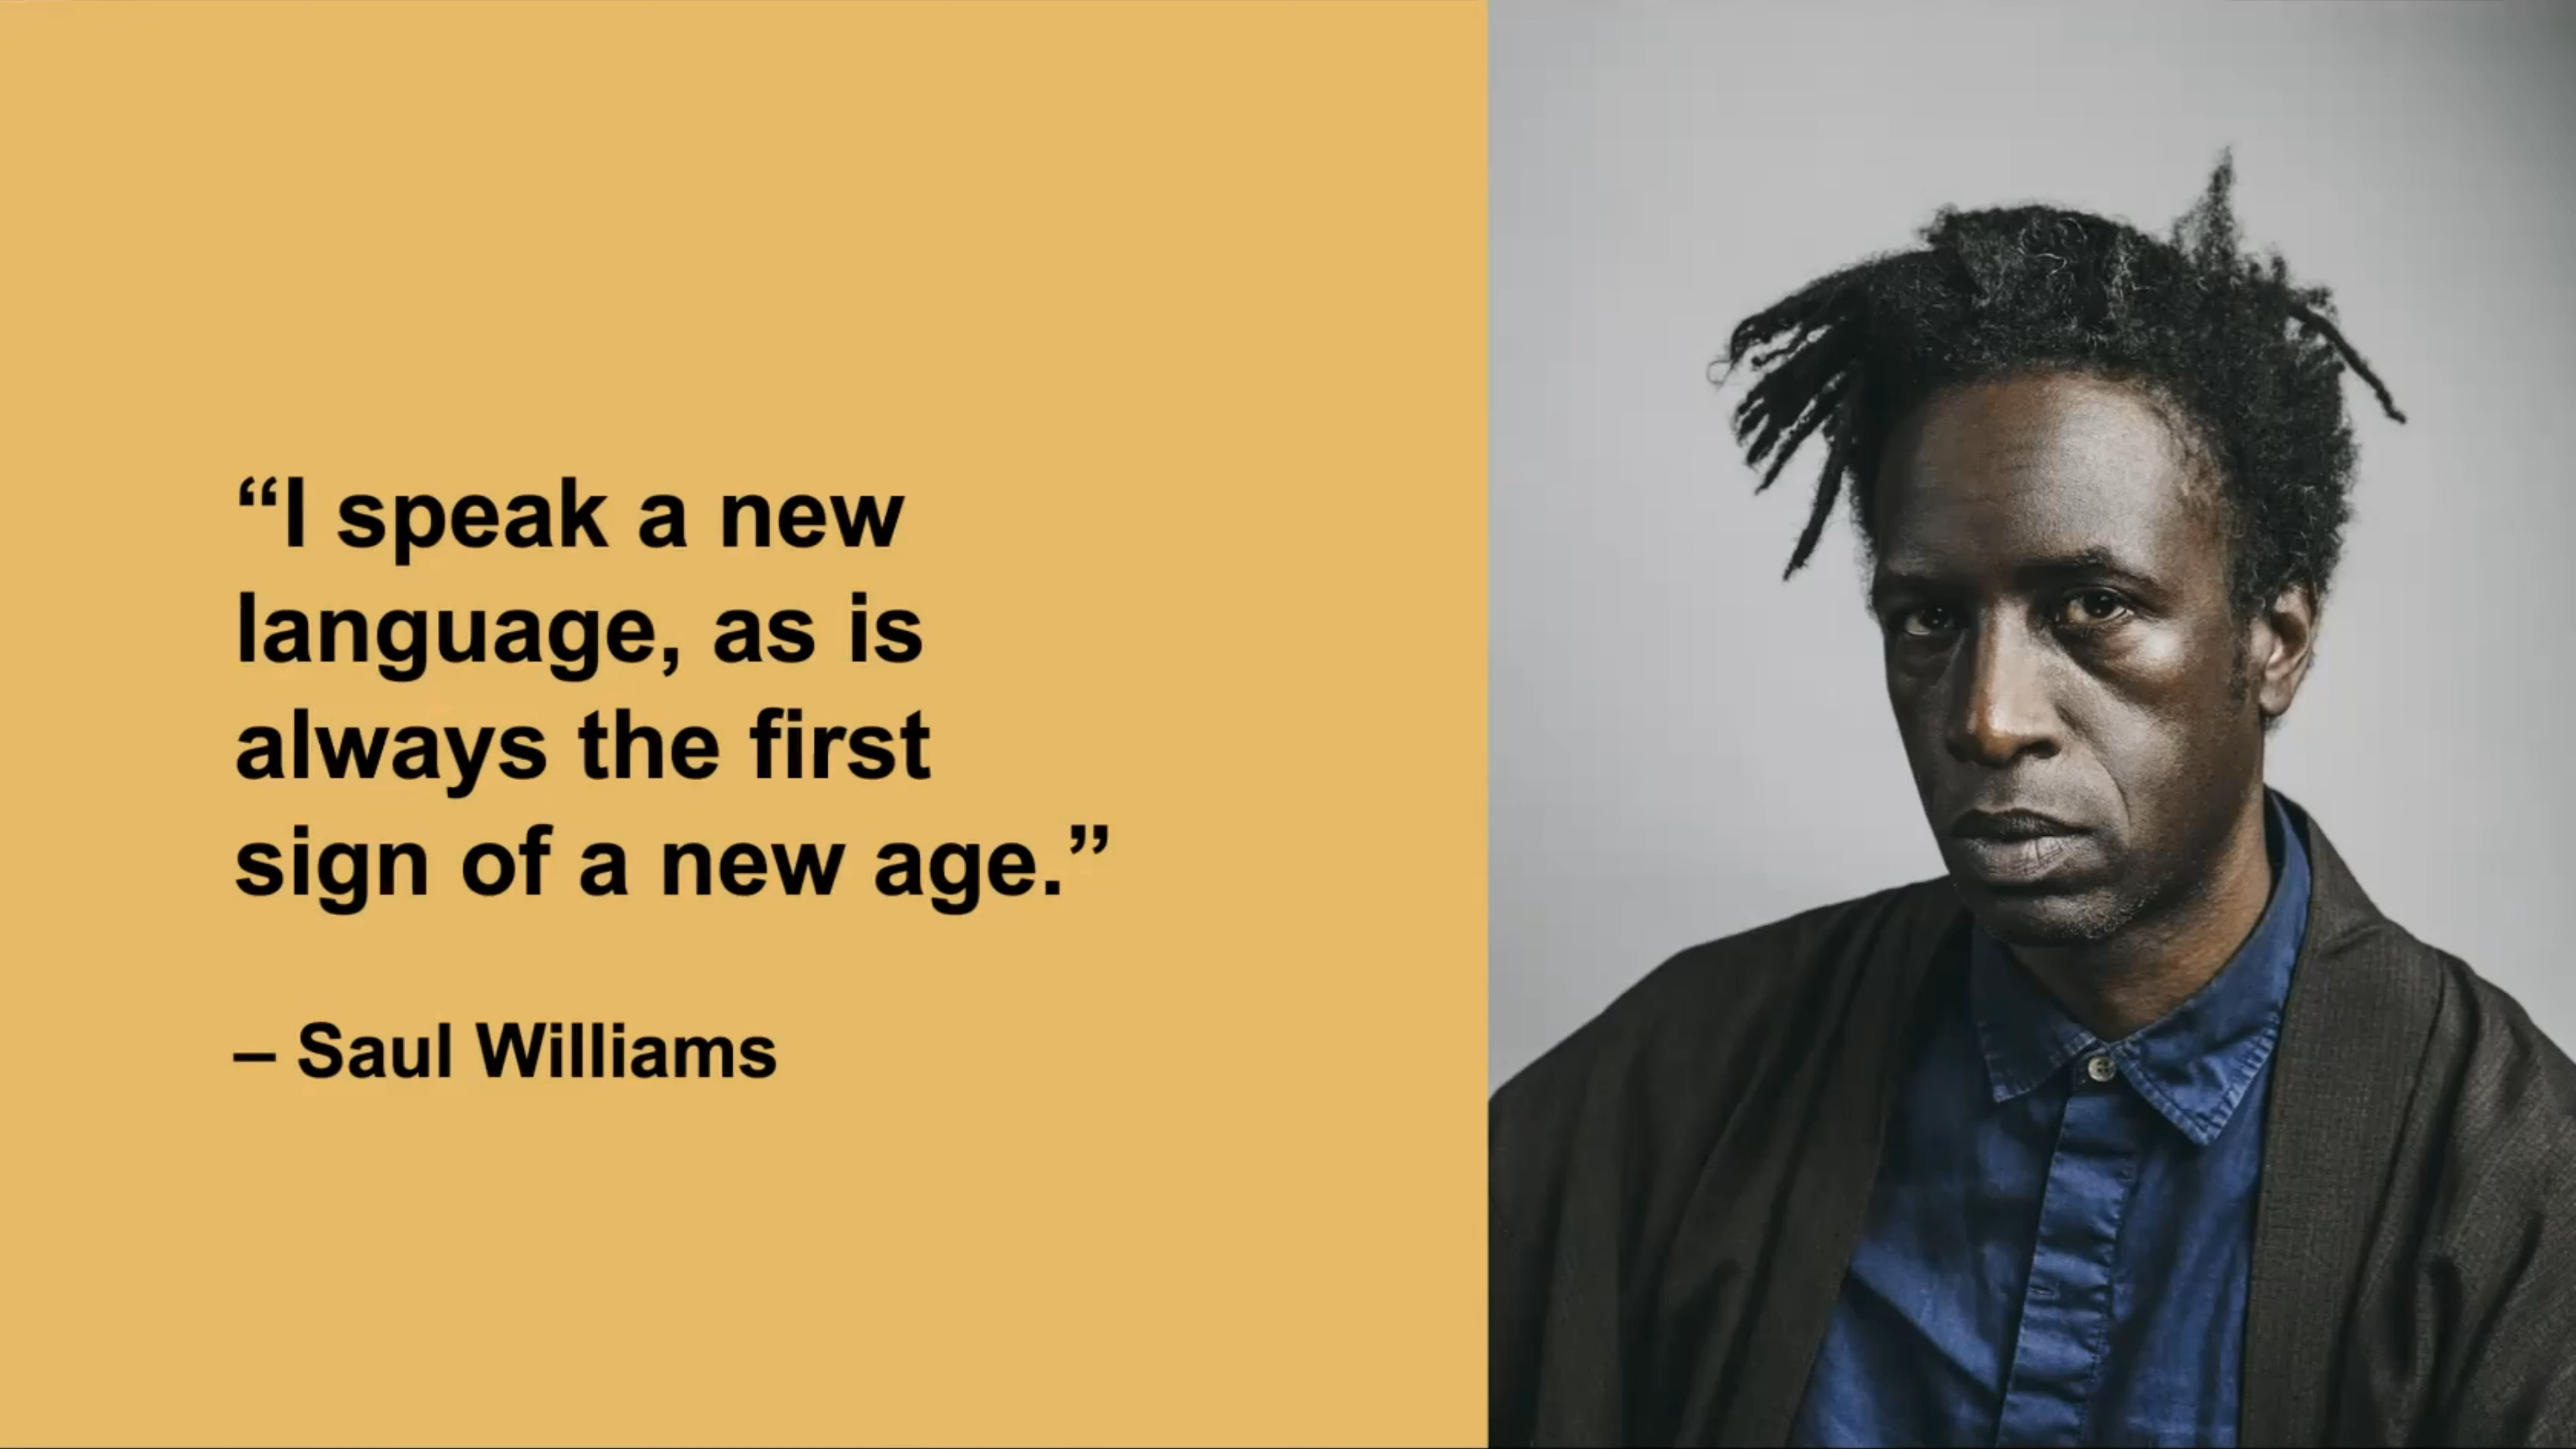 “I speak a new
language, as is
always the first
sign of a new age.”
– Saul Williams